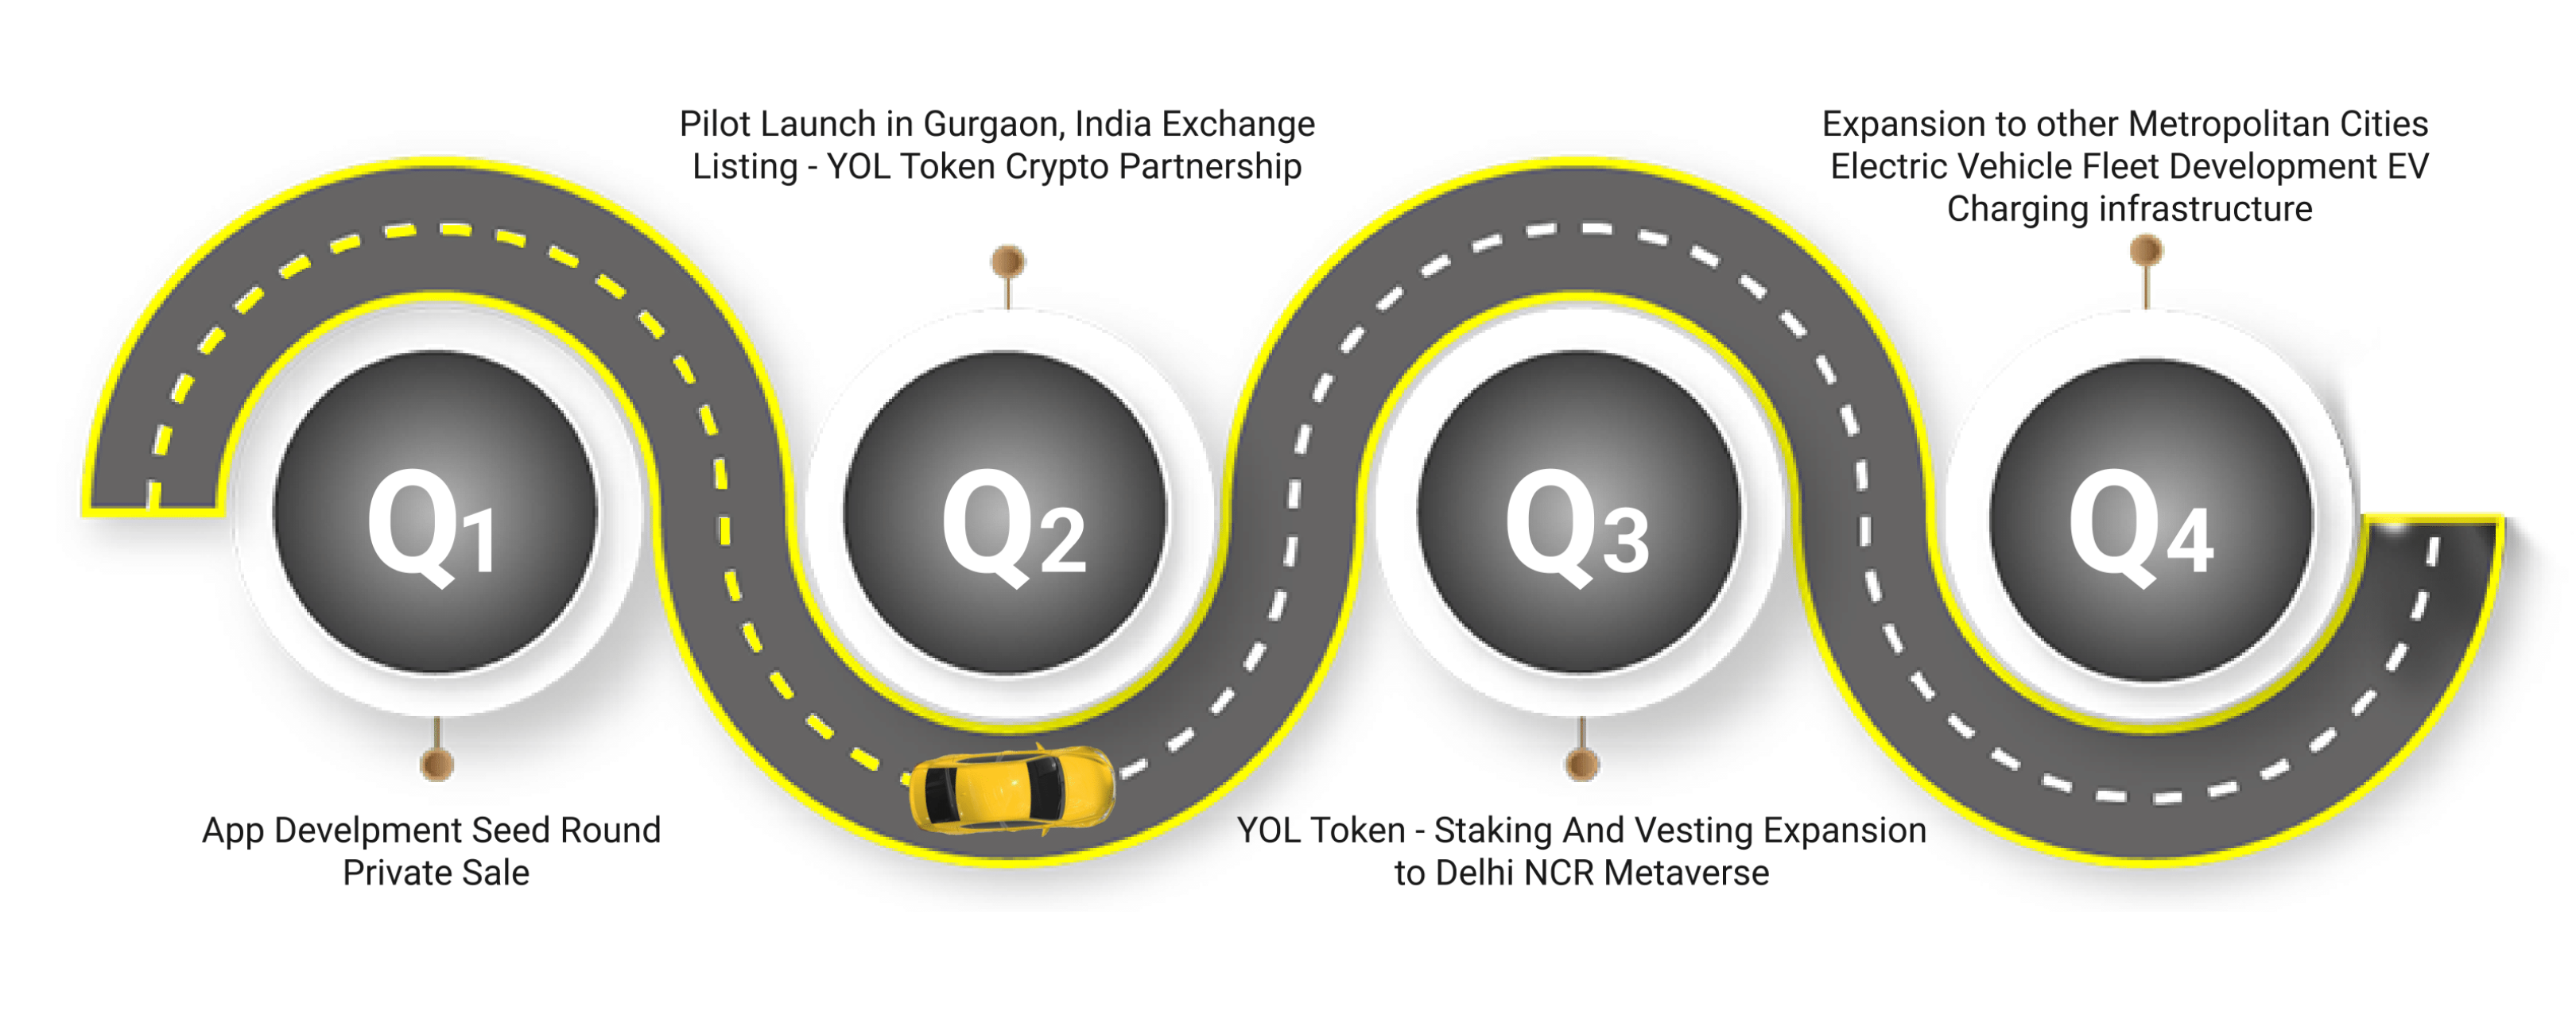 Pilot Launch in Gurgaon, India Exchange
Listing - YOL Token Crypto Partnership
Expansion to other Metropolitan Cities
Electric Vehicle Fleet Development EV
Charging infrastructure
Q1
Q2
Q3
Q4
App Develpment Seed Round
Private Sale
YOL Token - Staking And Vesting Expansion
to Delhi NCR Metaverse